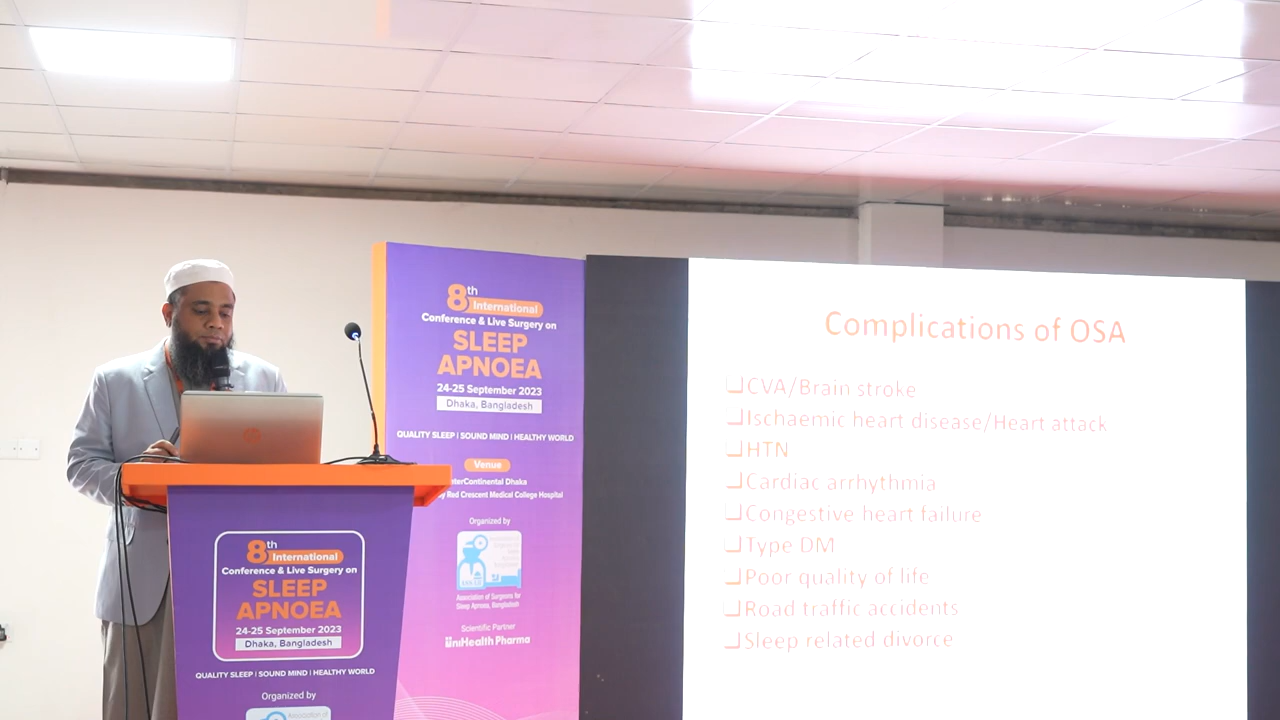 8th
International
Conference & Live Surgery on
SLEEP
APNOEA
24-25 September 2023
Dhaka, Bangladesh
QUALITY SLEEP | SOUND MIND | HEALTHY WORLD
Venue
InterContinental Dhaka
Red Crescent Medical College Hospital
Organized by
Association of Surgeons for
Sleep Apnoea, Bangladesh
Scientific Partner
UniHealth Pharma
Complications of OSA
CVA/Brain stroke
Ischaemic heart disease/Heart attack
HTN
Cardiac arrhythmia
Congestive heart failure
Type DM
Poor quality of life
Road traffic accidents
Sleep related divorce
8th
International
Conference & Live Surgery on
SLEEP
APNOEA
24-25 September 2023
Dhaka, Bangladesh
QUALITY SLEEP | SOUND MIND | HEALTHY WORLD
Organized by